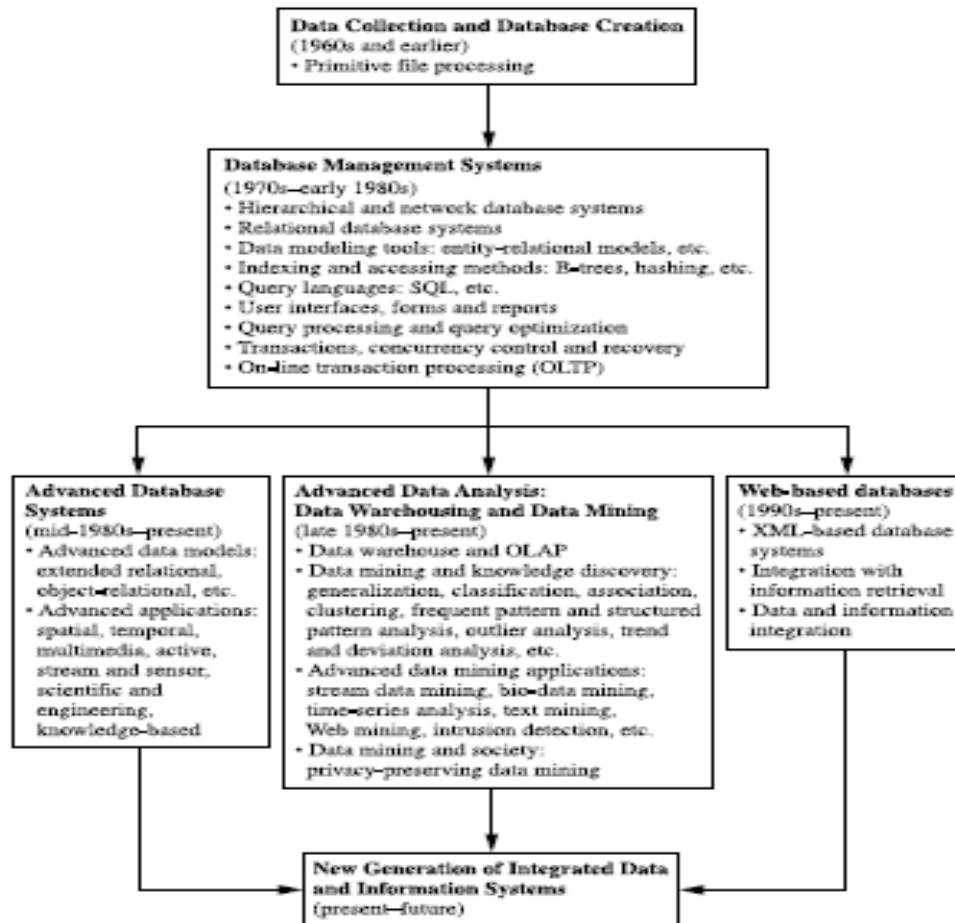 Data Collection and Database Creation
(1960s and earlier)
• Primitive file processing
Database Management Systems
(1970s–early 1980s)
• Hierarchical and network database systems
• Relational database systems
• Data modeling tools: entity-relational models, etc.
• Indexing and accessing methods: B-trees, hashing, etc.
• Query languages: SQL, etc.
• User interfaces, forms and reports
• Query processing and query optimization
• Transactions, concurrency control and recovery
• On-line transaction processing (OLTP)
Advanced Database
Systems
(mid-1980s–present)
• Advanced data models:
extended relational,
object-relational, etc.
• Advanced applications:
spatial, temporal,
multimedia, active,
stream and sensor,
scientific and
engineering,
knowledge-based
Advanced Data Analysis:
Data Warehousing and Data Mining
(late 1980s–present)
• Data warehouse and OLAP
• Data mining and knowledge discovery:
generalization, classification, association,
clustering, frequent pattern and structured
pattern analysis, outlier analysis, trend
and deviation analysis, etc.
• Advanced data mining applications:
stream data mining, bio-data mining,
time-series analysis, text mining,
Web mining, intrusion detection, etc.
• Data mining and society:
privacy-preserving data mining
Web-based databases
(1990s–present)
• XML-based database
systems
• Integration with
information retrieval
• Data and information
integration
New Generation of Integrated Data
and Information Systems
(present–future)